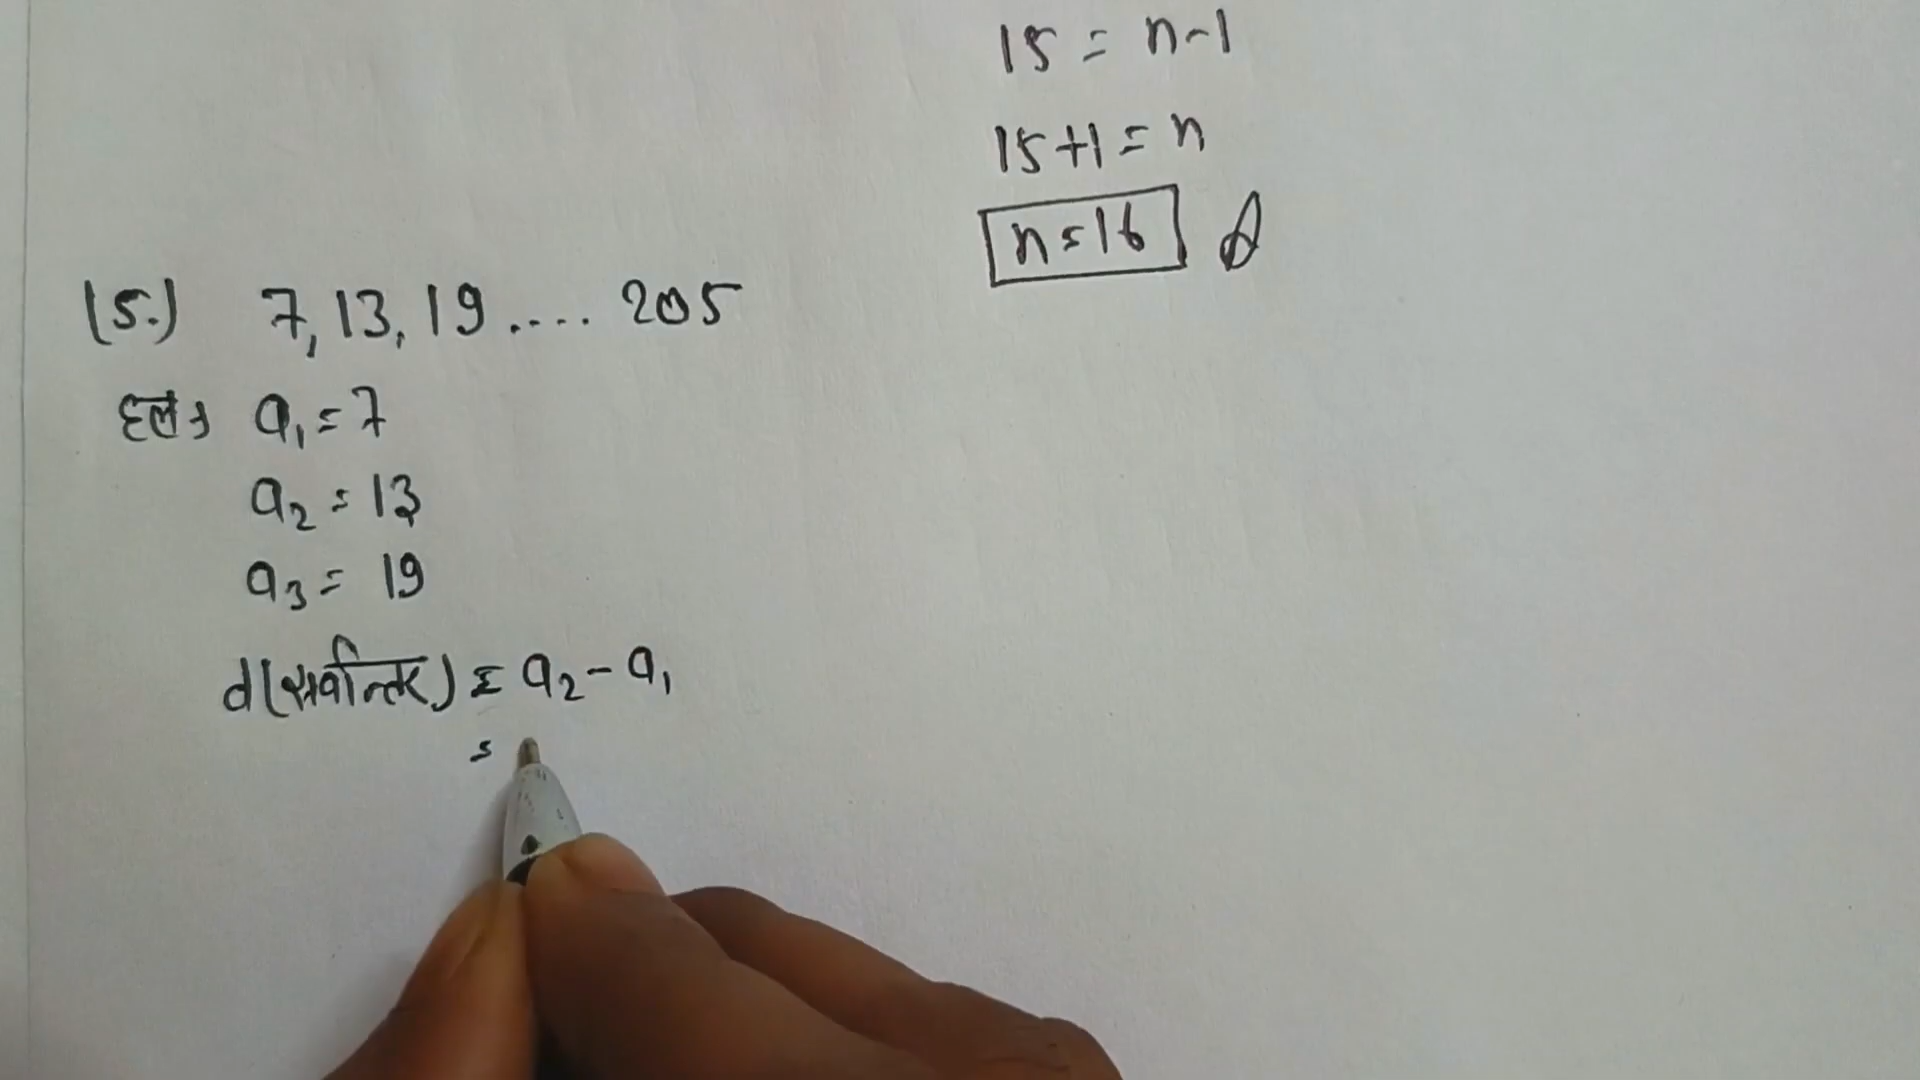 15 = n-1
15+1 = n
n=16
(5.) 7, 13, 19 .... 205
हल→ a₁ = 7
a₂ = 13
a₃ = 19
d(सर्वान्तर) = a₂ - a₁
=